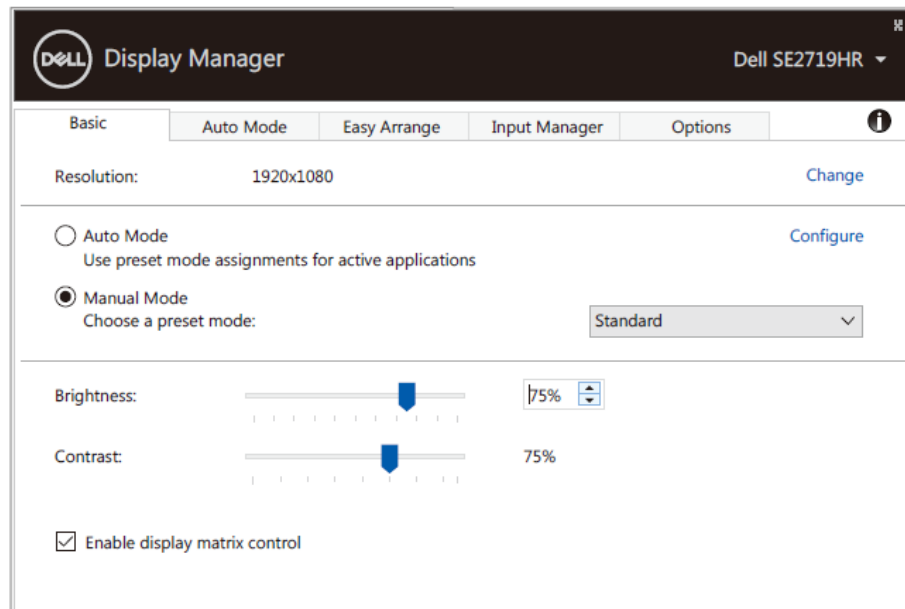 DELL Display Manager
Dell SE2719HR
Basic Auto Mode Easy Arrange Input Manager Options
Resolution: 1920x1080 Change
Auto Mode Configure
Use preset mode assignments for active applications
Manual Mode
Choose a preset mode: Standard
Brightness: 75%
Contrast: 75%
Enable display matrix control